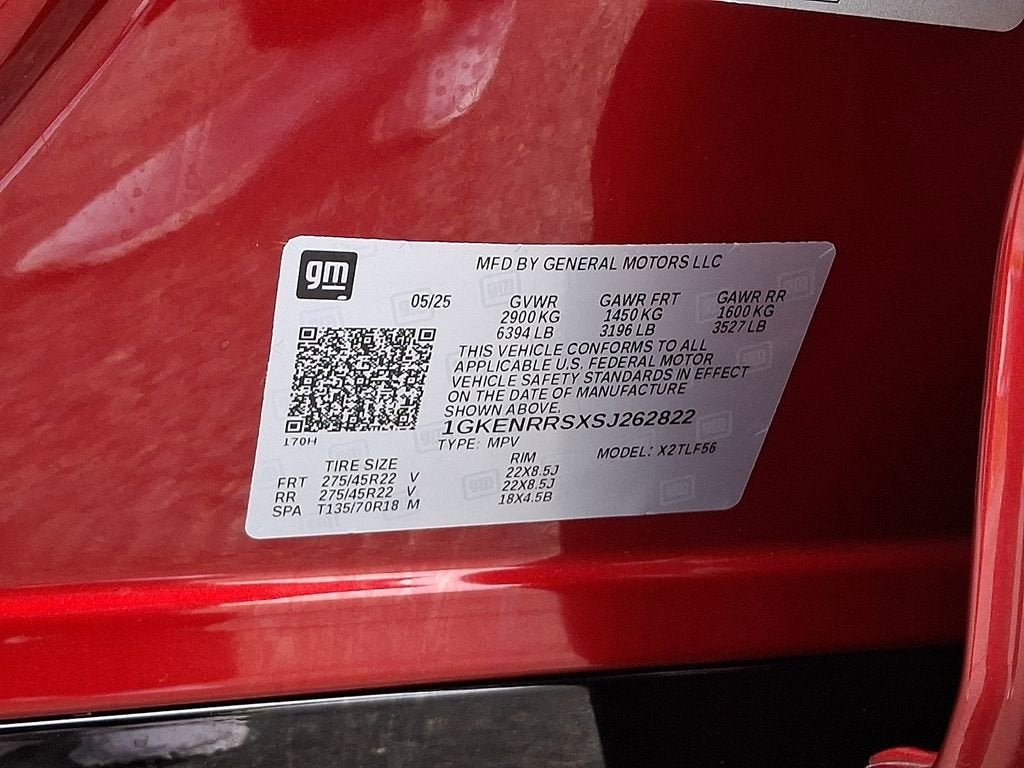 gm
MFD BY GENERAL MOTORS LLC
05/25 GVWR GAWR FRT GAWR RR
2900 KG 1450 KG 1600 KG
6394 LB 3196 LB 3527 LB
THIS VEHICLE CONFORMS TO ALL
APPLICABLE U.S. FEDERAL MOTOR
VEHICLE SAFETY STANDARDS IN EFFECT
ON THE DATE OF MANUFACTURE
SHOWN ABOVE.
1GKENRRSXSJ262822
170H
TYPE: MPV MODEL: X2TLF56
TIRE SIZE RIM
FRT 275/45R22 V 22X8.5J
RR 275/45R22 V 22X8.5J
SPA T135/70R18 M 18X4.5B